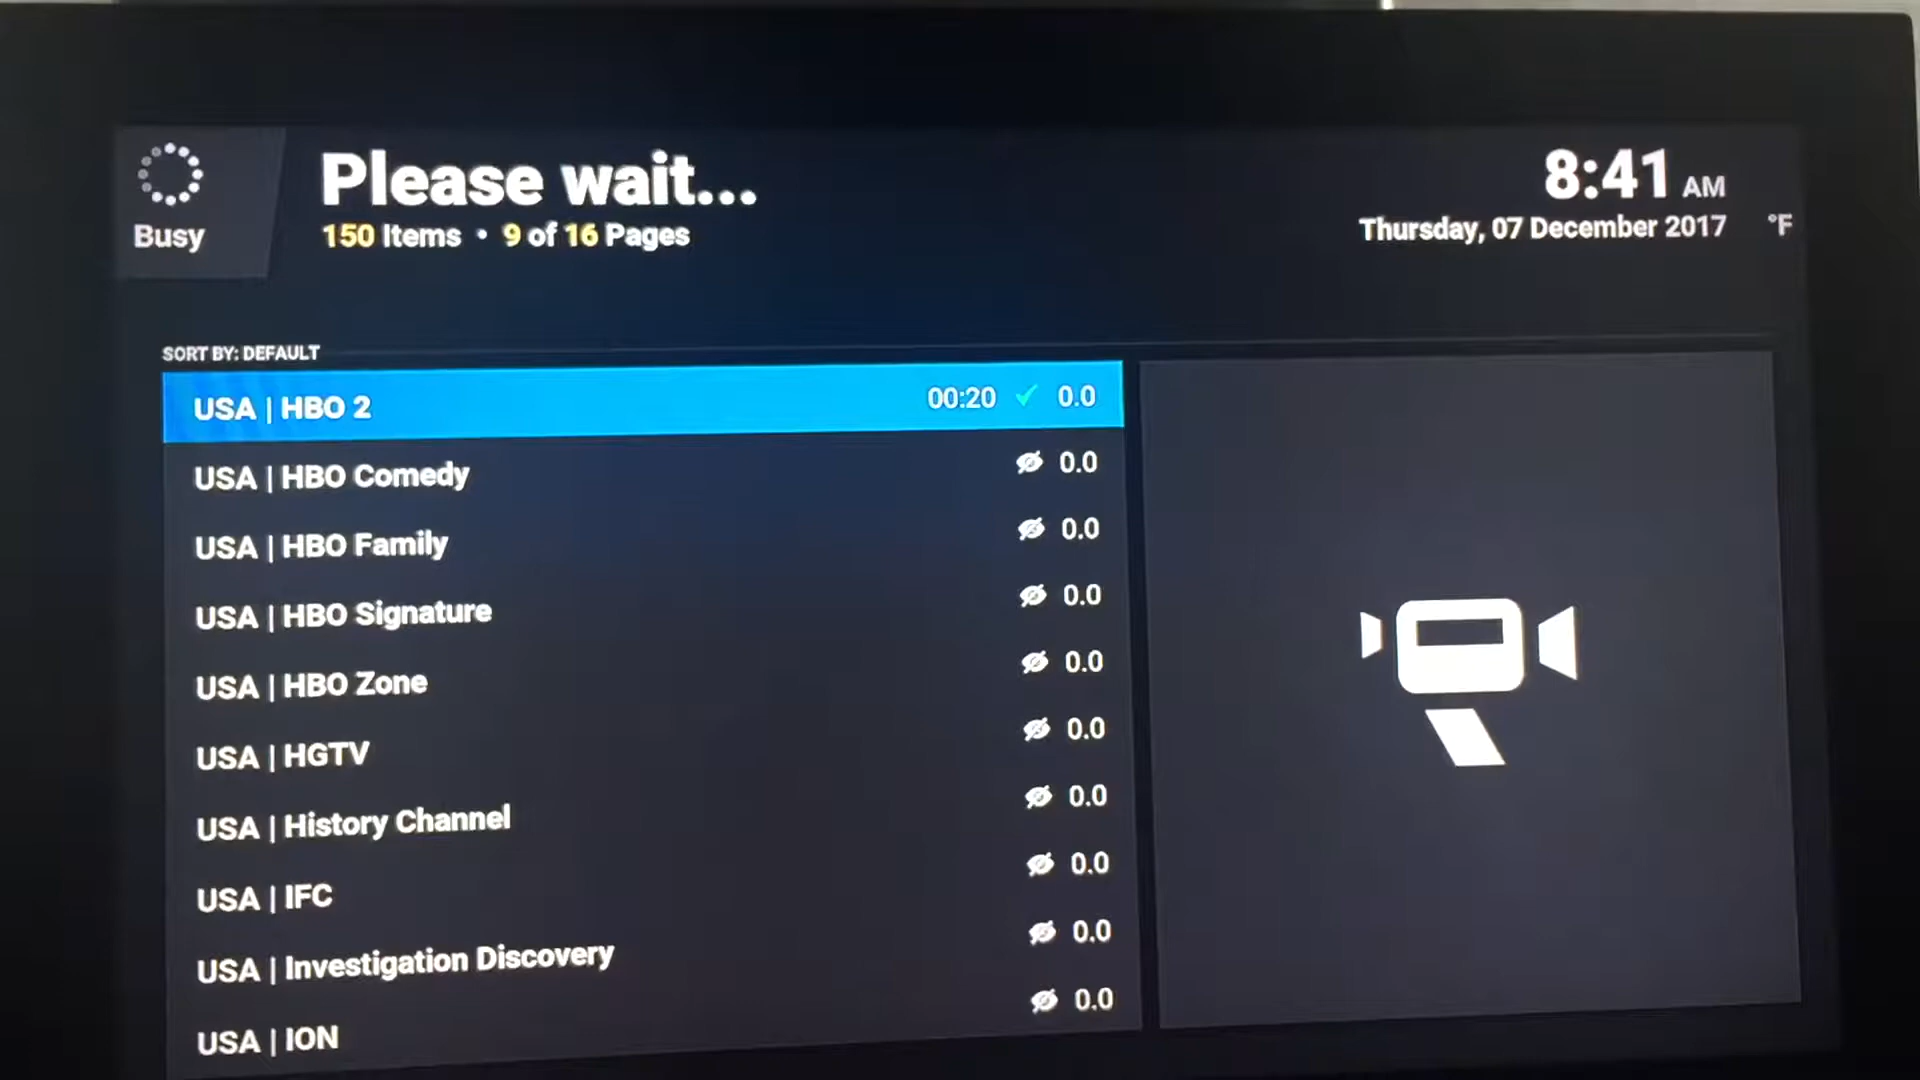 Busy
Please wait...
150 Items • 9 of 16 Pages
8:41 AM
Thursday, 07 December 2017 °F
SORT BY: DEFAULT
USA | HBO 2 00:20 ✓ 0.0
USA | HBO Comedy 0.0
USA | HBO Family 0.0
USA | HBO Signature 0.0
USA | HBO Zone 0.0
USA | HGTV 0.0
USA | History Channel 0.0
USA | IFC 0.0
USA | Investigation Discovery 0.0
USA | ION 0.0